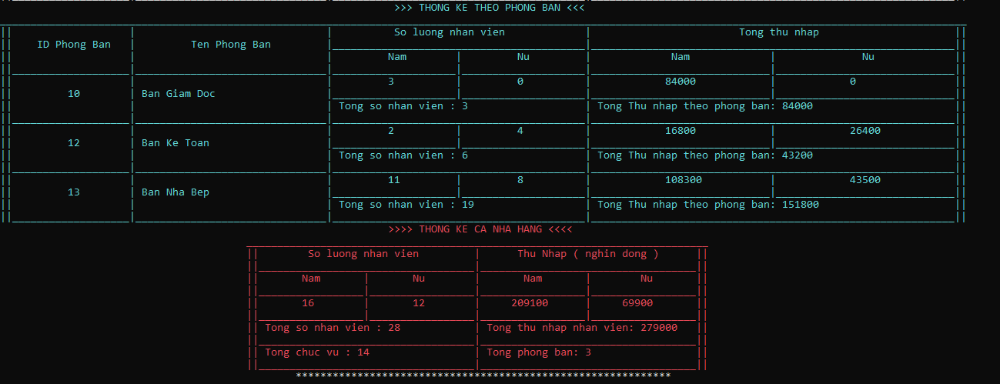 >>> THONG KE THEO PHONG BAN <<<
So luong nhan vien Tong thu nhap
ID Phong Ban Ten Phong Ban
Nam Nu Nam Nu
3 0 84000 0
10 Ban Giam Doc
Tong so nhan vien : 3 Tong Thu nhap theo phong ban: 84000
2 4 16800 26400
12 Ban Ke Toan
Tong so nhan vien : 6 Tong Thu nhap theo phong ban: 43200
11 8 108300 43500
13 Ban Nha Bep
Tong so nhan vien : 19 Tong Thu nhap theo phong ban: 151800
>>>> THONG KE CA NHA HANG <<<<
So luong nhan vien Thu Nhap ( nghin dong )
Nam Nu Nam Nu
16 12 209100 69900
Tong so nhan vien : 28 Tong thu nhap nhan vien: 279000
Tong chuc vu : 14 Tong phong ban: 3
*************************************************************